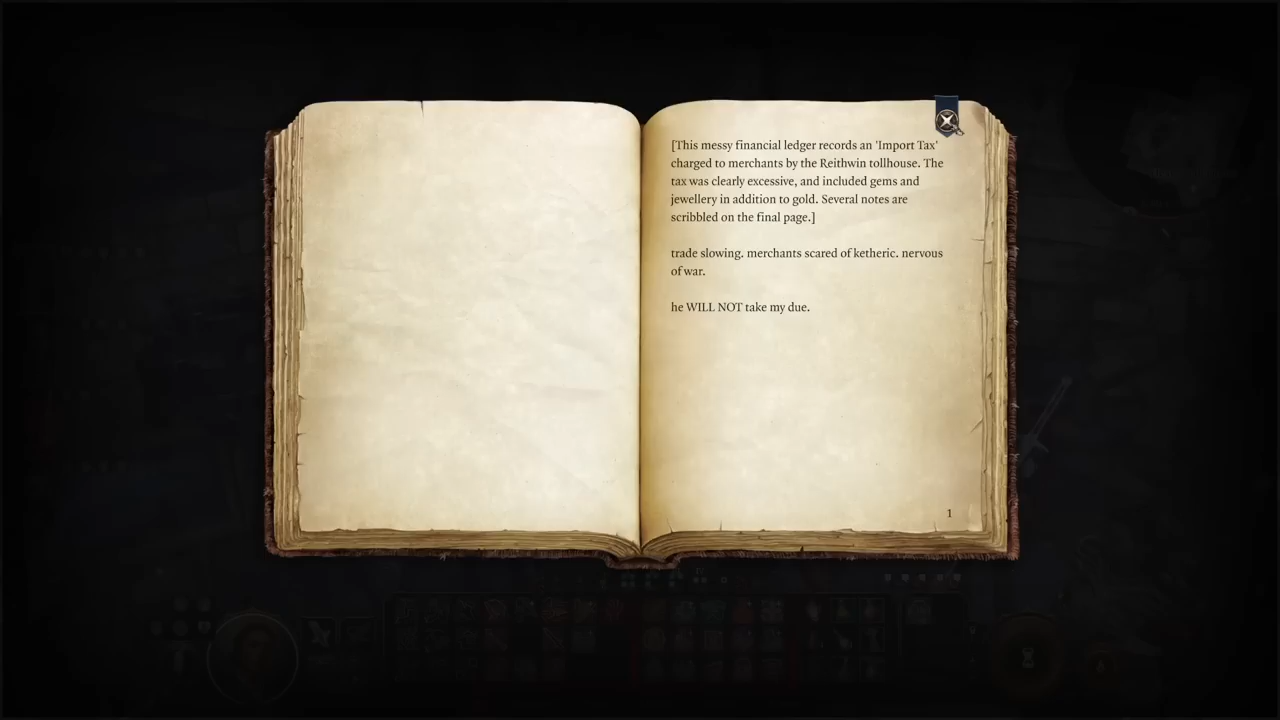 [This messy financial ledger records an 'Import Tax'
charged to merchants by the Reithwin tollhouse. The
tax was clearly excessive, and included gems and
jewellery in addition to gold. Several notes are
scribbled on the final page.]
trade slowing. merchants scared of ketheric. nervous
of war.
he WILL NOT take my due.
1